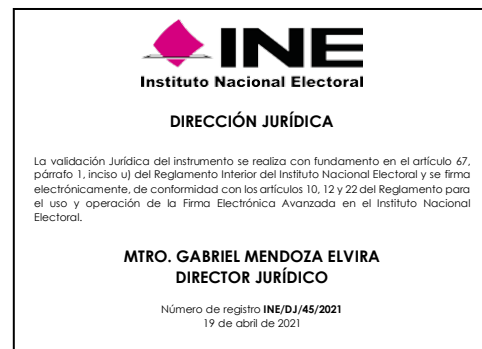 INE
Instituto Nacional Electoral
DIRECCIÓN JURÍDICA
La validación Jurídica del instrumento se realiza con fundamento en el artículo 67,
párrafo 1, inciso u) del Reglamento Interior del Instituto Nacional Electoral y se firma
electrónicamente, de conformidad con los artículos 10, 12 y 22 del Reglamento para
el uso y operación de la Firma Electrónica Avanzada en el Instituto Nacional
Electoral.
MTRO. GABRIEL MENDOZA ELVIRA
DIRECTOR JURÍDICO
Número de registro INE/DJ/45/2021
19 de abril de 2021